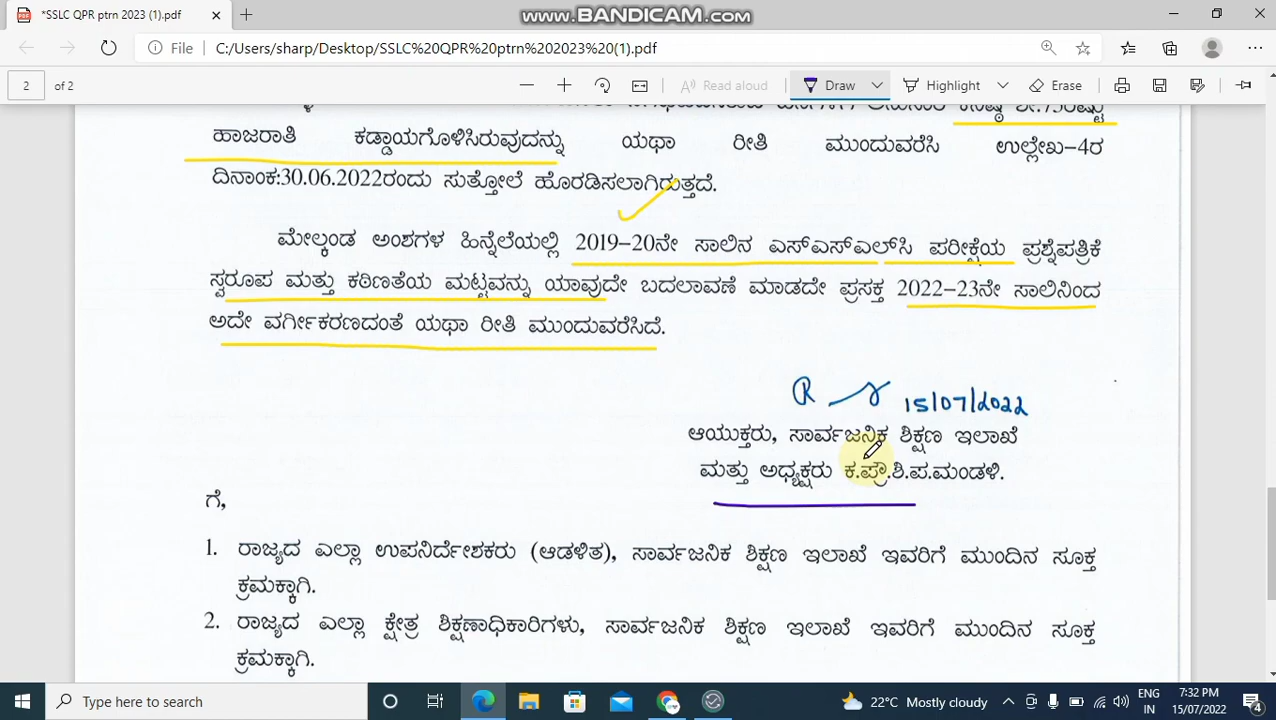 *SSLC QPR ptrn 2023 (1).pdf
www.BANDICAM.com
File
C:/Users/sharp/Desktop/SSLC%20QPR%20ptrn%202023%20(1).pdf
2 of 2
Read aloud
Draw
Highlight
Erase
ಹಾಜರಾತಿ ಕಡ್ಡಾಯಗೊಳಿಸಿರುವುದನ್ನು ಯಥಾ ರೀತಿ ಮುಂದುವರೆಸಿ ಉಲ್ಲೇಖ-4ರ
ದಿನಾಂಕ:30.06.2022ರಂದು ಸುತ್ತೋಲೆ ಹೊರಡಿಸಲಾಗಿರುತ್ತದೆ.
ಮೇಲ್ಕಂಡ ಅಂಶಗಳ ಹಿನ್ನೆಲೆಯಲ್ಲಿ 2019-20ನೇ ಸಾಲಿನ ಎಸ್ಎಸ್ಎಲ್‌ಸಿ ಪರೀಕ್ಷೆಯ ಪ್ರಶ್ನೆಪತ್ರಿಕೆ
ಸ್ವರೂಪ ಮತ್ತು ಕಠಿಣತೆಯ ಮಟ್ಟವನ್ನು ಯಾವುದೇ ಬದಲಾವಣೆ ಮಾಡದೇ ಪ್ರಸಕ್ತ 2022-23ನೇ ಸಾಲಿನಿಂದ
ಅದೇ ವರ್ಗೀಕರಣದಂತೆ ಯಥಾ ರೀತಿ ಮುಂದುವರೆಸಿದೆ.
15/07/2022
ಆಯುಕ್ತರು, ಸಾರ್ವಜನಿಕ ಶಿಕ್ಷಣ ಇಲಾಖೆ
ಮತ್ತು ಅಧ್ಯಕ್ಷರು ಕ.ಪ್ರೌ.ಶಿ.ಪ.ಮಂಡಳಿ.
ಗೆ,
1. ರಾಜ್ಯದ ಎಲ್ಲಾ ಉಪನಿರ್ದೇಶಕರು (ಆಡಳಿತ), ಸಾರ್ವಜನಿಕ ಶಿಕ್ಷಣ ಇಲಾಖೆ ಇವರಿಗೆ ಮುಂದಿನ ಸೂಕ್ತ
ಕ್ರಮಕ್ಕಾಗಿ.
2. ರಾಜ್ಯದ ಎಲ್ಲಾ ಕ್ಷೇತ್ರ ಶಿಕ್ಷಣಾಧಿಕಾರಿಗಳು, ಸಾರ್ವಜನಿಕ ಶಿಕ್ಷಣ ಇಲಾಖೆ ಇವರಿಗೆ ಮುಂದಿನ ಸೂಕ್ತ
ಕ್ರಮಕ್ಕಾಗಿ.
Type here to search
22°C Mostly cloudy
ENG
IN
7:32 PM
15/07/2022
4